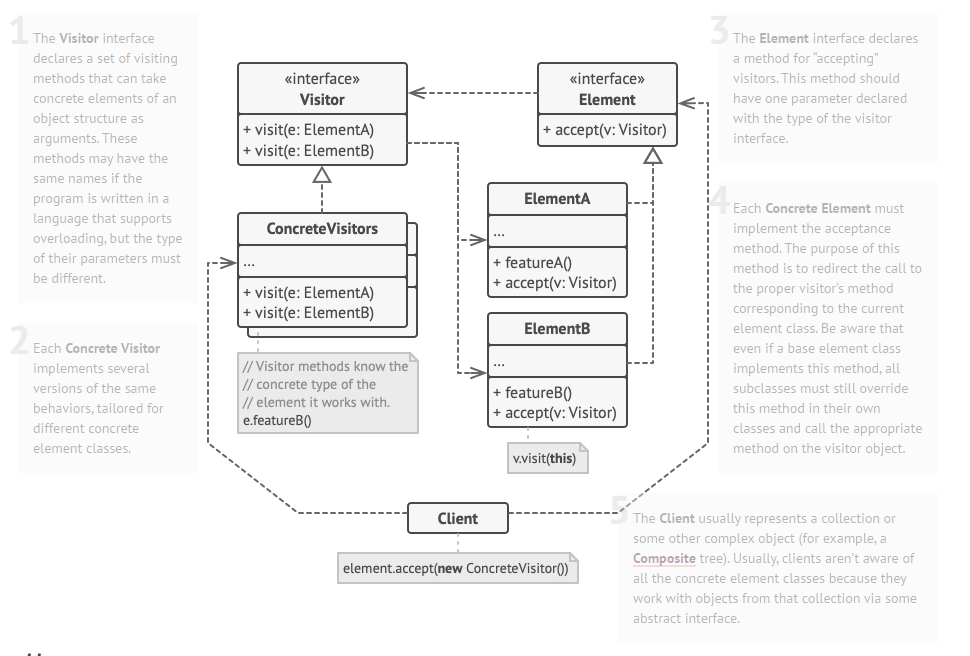 1
The Visitor interface
declares a set of visiting
methods that can take
concrete elements of an
object structure as
arguments. These
methods may have the
same names if the
program is written in a
language that supports
overloading, but the type
of their parameters must
be different.
2
Each Concrete Visitor
implements several
versions of the same
behaviors, tailored for
different concrete
element classes.
«interface»
Visitor
+ visit(e: ElementA)
+ visit(e: ElementB)
ConcreteVisitors
...
+ visit(e: ElementA)
+ visit(e: ElementB)
// Visitor methods know the
// concrete type of the
// element it works with.
e.featureB()
«interface»
Element
+ accept(v: Visitor)
ElementA
...
+ featureA()
+ accept(v: Visitor)
ElementB
...
+ featureB()
+ accept(v: Visitor)
v.visit(this)
Client
element.accept(new ConcreteVisitor())
3
The Element interface declares
a method for “accepting”
visitors. This method should
have one parameter declared
with the type of the visitor
interface.
4
Each Concrete Element must
implement the acceptance
method. The purpose of this
method is to redirect the call to
the proper visitor’s method
corresponding to the current
element class. Be aware that
even if a base element class
implements this method, all
subclasses must still override
this method in their own
classes and call the appropriate
method on the visitor object.
5
The Client usually represents a collection or
some other complex object (for example, a
Composite tree). Usually, clients aren’t aware of
all the concrete element classes because they
work with objects from that collection via some
abstract interface.